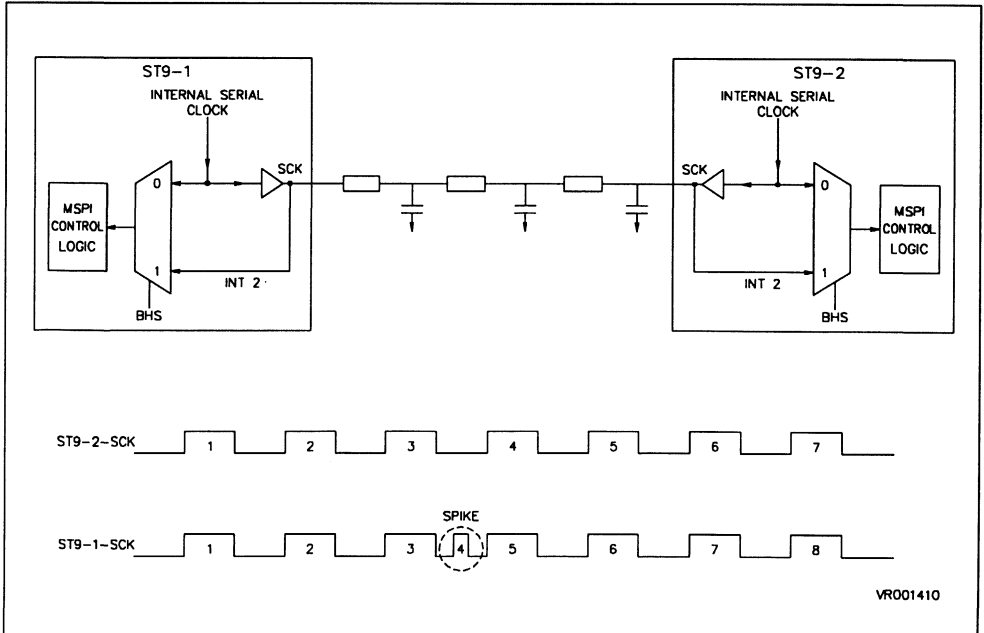 ST9-1
INTERNAL SERIAL
CLOCK
SCK
0
MSPI
CONTROL
LOGIC
1
INT 2
BHS
ST9-2
INTERNAL SERIAL
CLOCK
SCK
0
MSPI
CONTROL
LOGIC
1
INT 2
BHS
ST9-2-SCK 1 2 3 4 5 6 7
SPIKE
ST9-1-SCK 1 2 3 4 5 6 7 8
VR001410